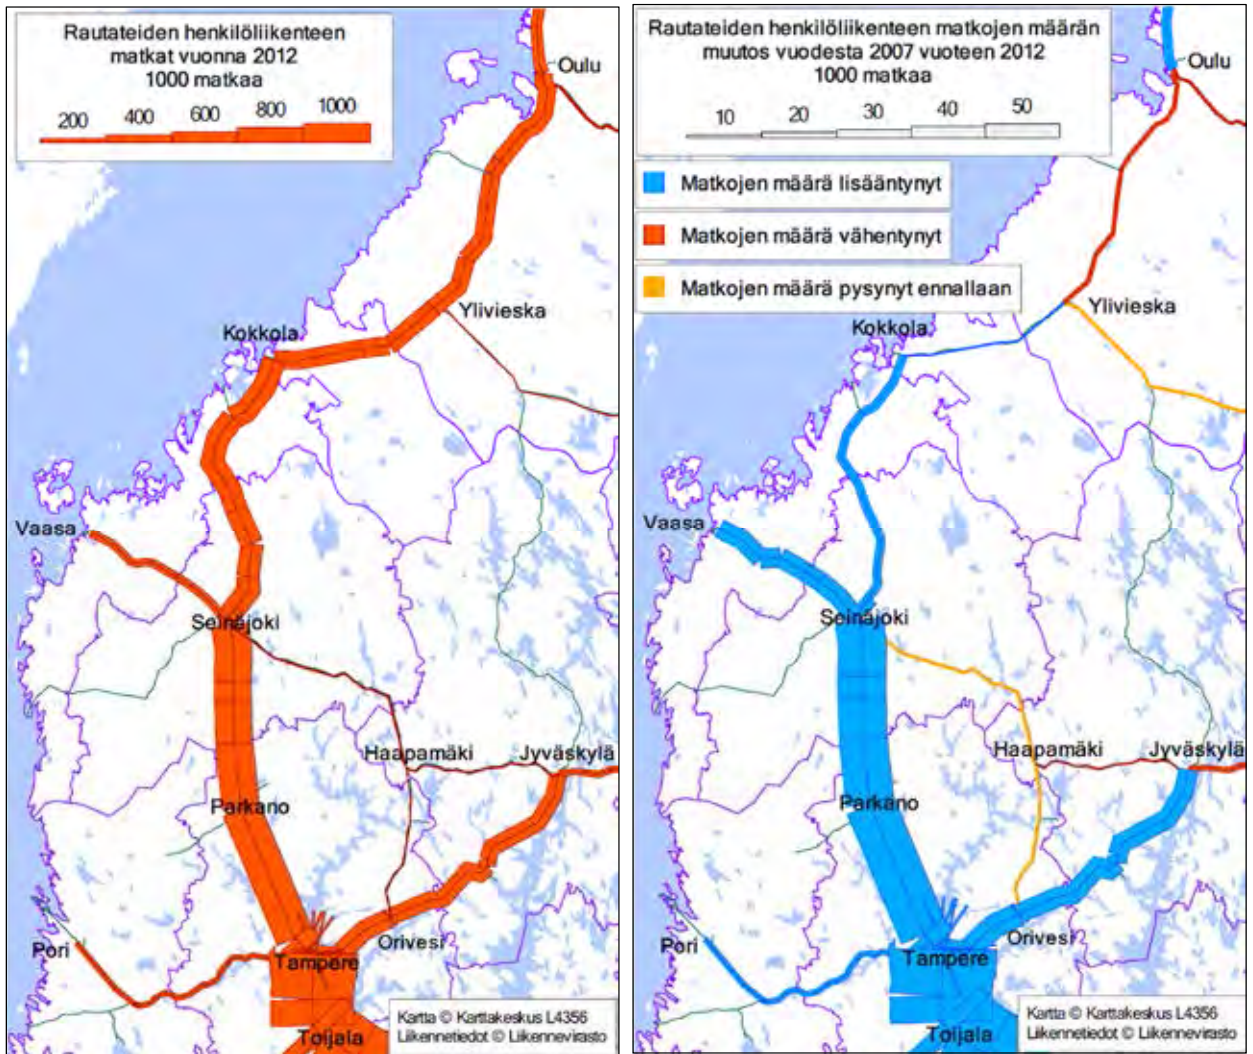 Rautateiden henkilöliikenteen
matkat vuonna 2012
1000 matkaa
200 400 600 800 1000
Oulu
Ylivieska
Kokkola
Vaasa
Seinäjoki
Haapamäki
Jyväskylä
Parkano
Pori
Orivesi
Tampere
Toijala
Kartta © Karttakeskus L4356
Liikennetiedot © Liikennevirasto
Rautateiden henkilöliikenteen matkojen määrän
muutos vuodesta 2007 vuoteen 2012
1000 matkaa
10 20 30 40 50
Matkojen määrä lisääntynyt
Matkojen määrä vähentynyt
Matkojen määrä pysynyt ennallaan
Oulu
Ylivieska
Kokkola
Vaasa
Seinäjoki
Haapamäki
Jyväskylä
Parkano
Pori
Orivesi
Tampere
Toijala
Kartta © Karttakeskus L4356
Liikennetiedot © Liikennevirasto